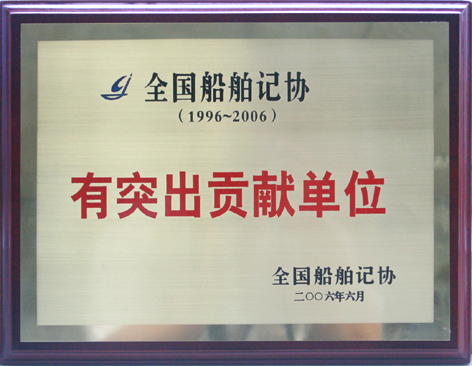 全国船舶记协
(1996~2006)
有突出贡献单位
全国船舶记协
二〇〇六年六月